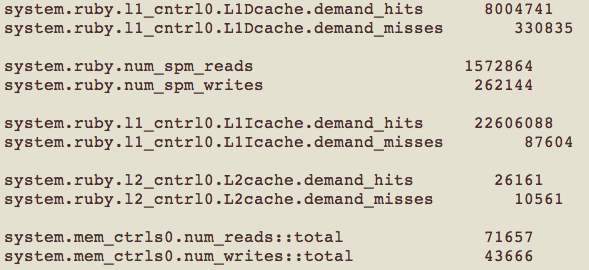 system.ruby.l1_cntrl0.L1Dcache.demand_hits 8004741
system.ruby.l1_cntrl0.L1Dcache.demand_misses 330835
system.ruby.num_spm_reads 1572864
system.ruby.num_spm_writes 262144
system.ruby.l1_cntrl0.L1Icache.demand_hits 22606088
system.ruby.l1_cntrl0.L1Icache.demand_misses 87604
system.ruby.l2_cntrl0.L2cache.demand_hits 26161
system.ruby.l2_cntrl0.L2cache.demand_misses 10561
system.mem_ctrls0.num_reads::total 71657
system.mem_ctrls0.num_writes::total 43666